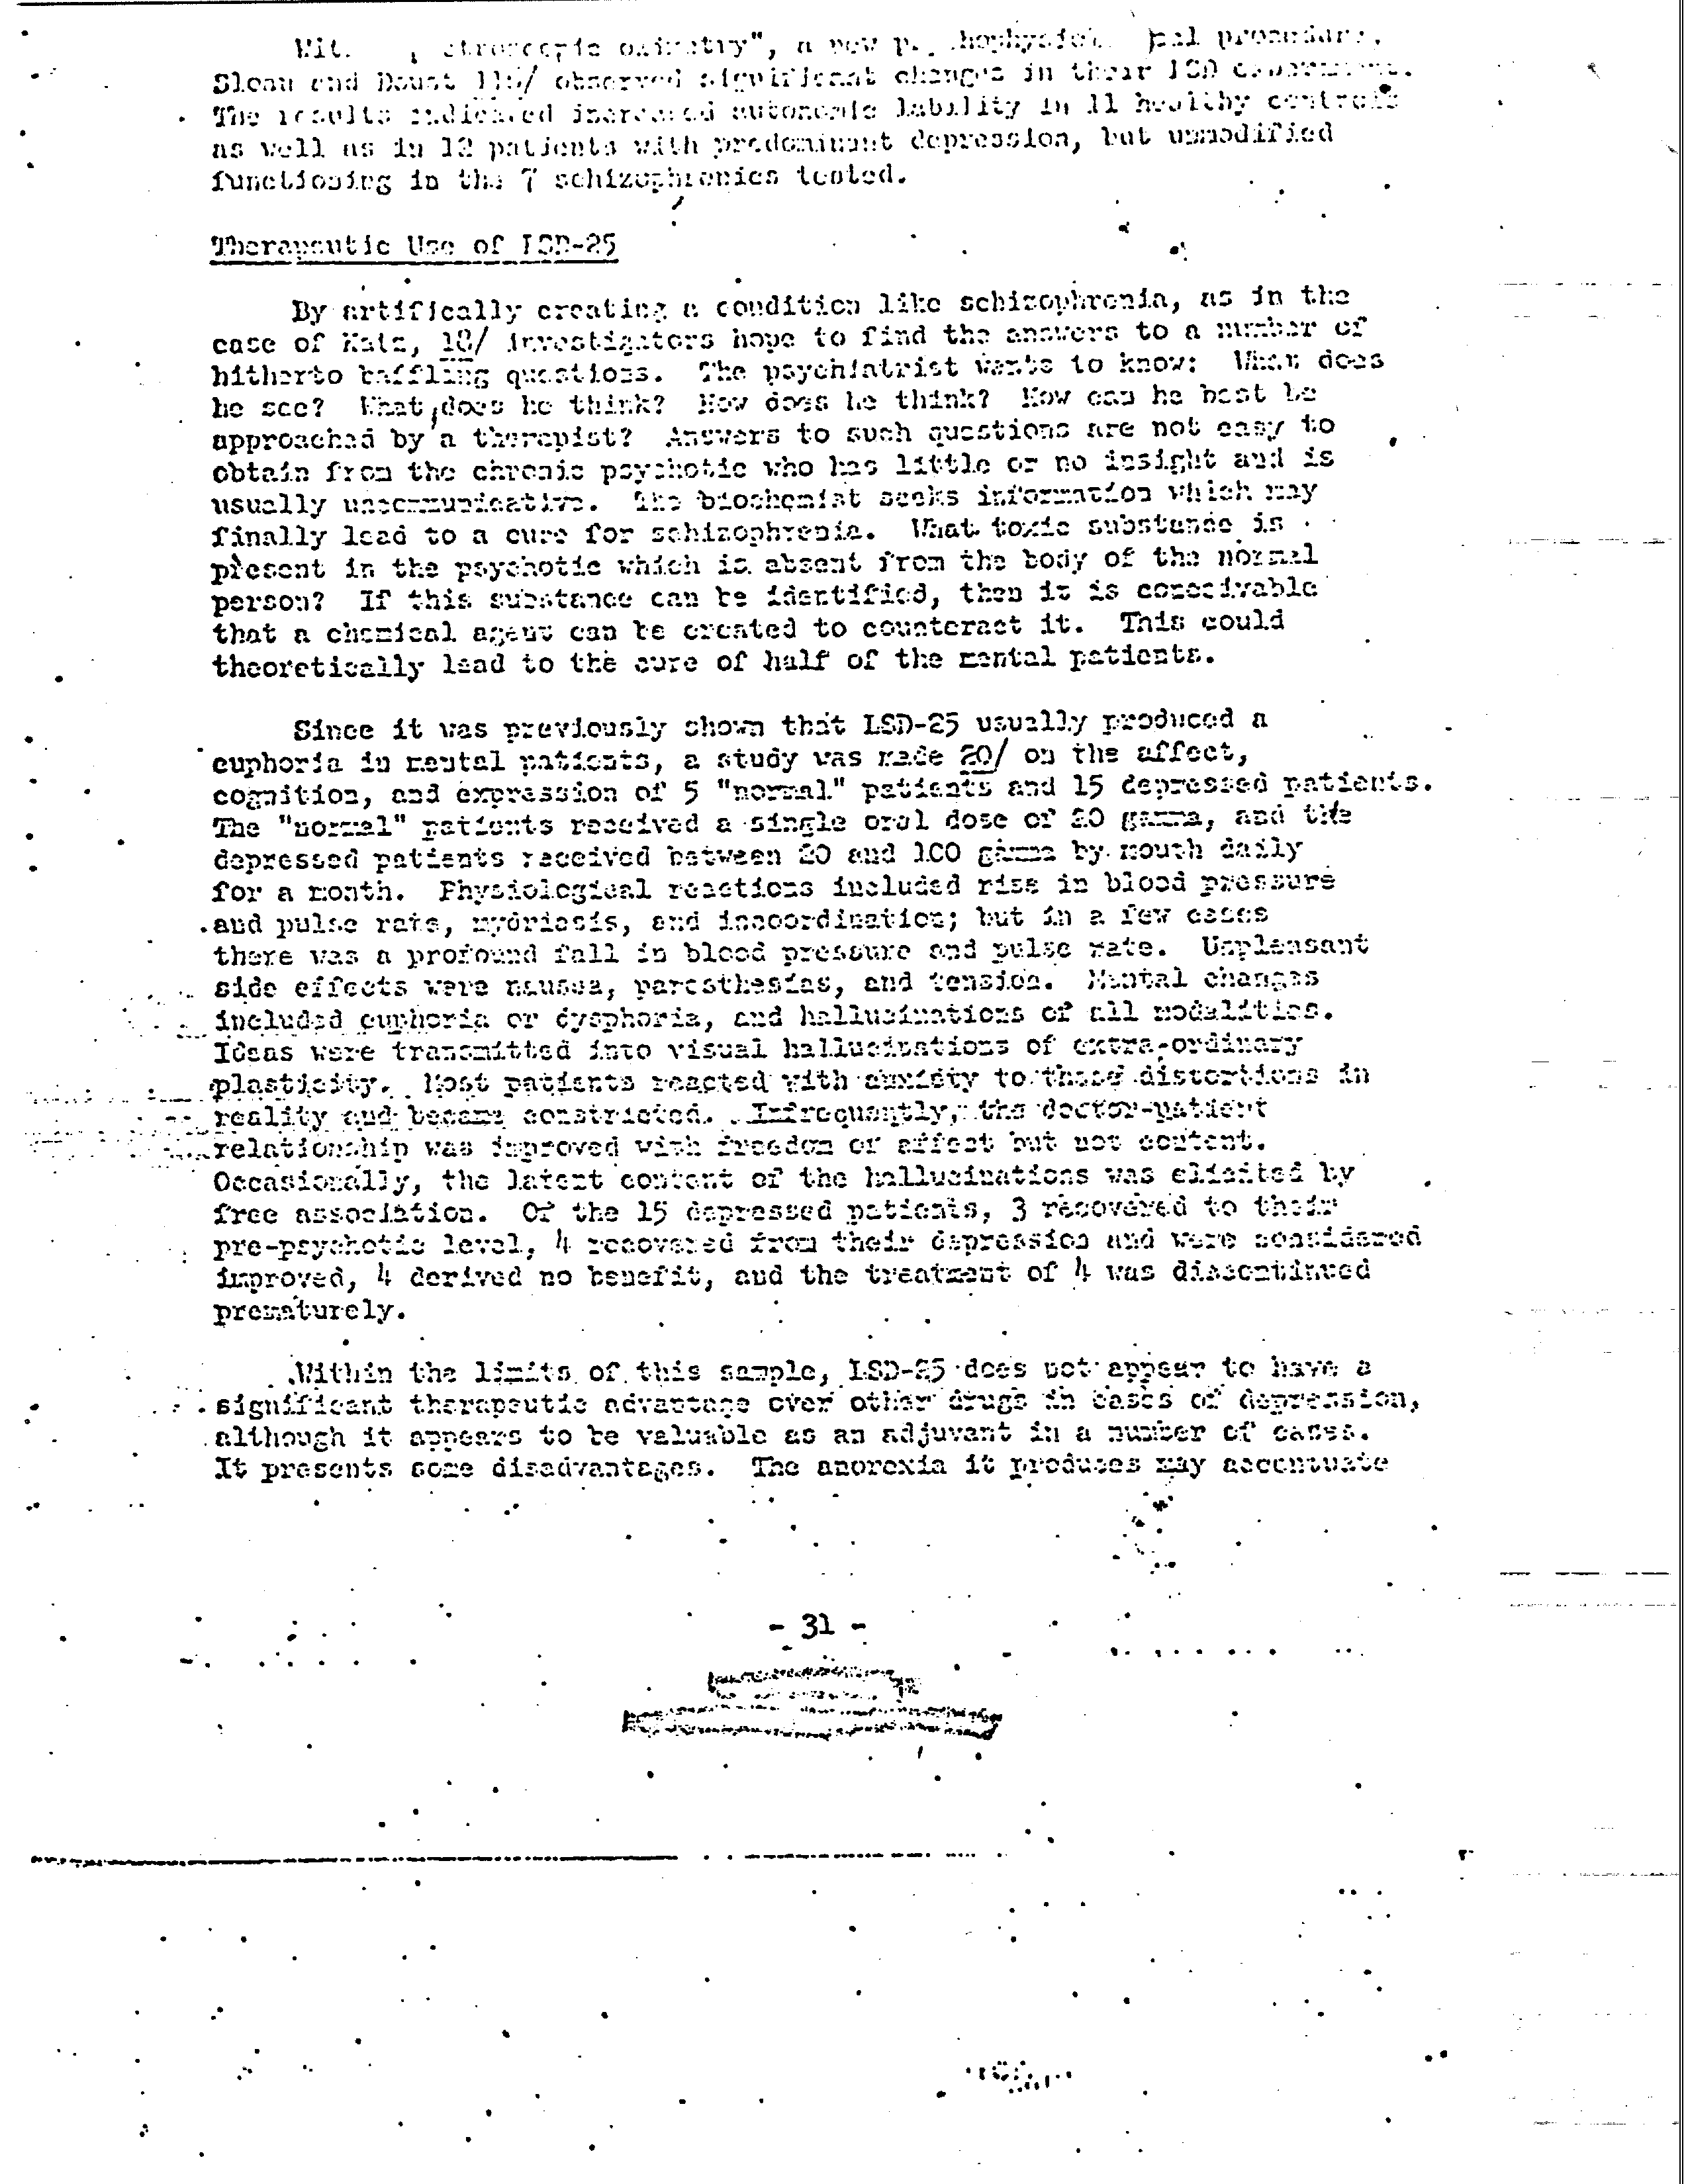 ", a new procedure,
Sloan and Doust 116/ observed significant changes in their LSD
The results indicated increased autonomic lability in 11 healthy controls
as well as in 12 patients with predominant depression, but unmodified
functioning in the 7 schizophrenics tested.
Therapeutic Use of LSD-25
By artifically creating a condition like schizophrenia, as in the
case of Katz, 18/ investigators hope to find the answers to a number of
hitherto baffling questions. The psychiatrist wants to know: What does
he see? What does he think? How does he think? How can he best be
approached by a therapist? Answers to such questions are not easy to
obtain from the chronic psychotic who has little or no insight and is
usually uncommunicative. The biochemist seeks information which may
finally lead to a cure for schizophrenia. What toxic substance is
present in the psychotic which is absent from the body of the normal
person? If this substance can be identified, then it is conceivable
that a chemical agent can be created to counteract it. This could
theoretically lead to the cure of half of the mental patients.
Since it was previously shown that LSD-25 usually produced a
euphoria in mental patients, a study was made 20/ on the affect,
cognition, and expression of 5 "normal" patients and 15 depressed patients.
The "normal" patients received a single oral dose of 20 gamma, and the
depressed patients received between 20 and 100 gamma by mouth daily
for a month. Physiological reactions included rise in blood pressure
and pulse rate, mydriasis, and incoordination; but in a few cases
there was a profound fall in blood pressure and pulse rate. Unpleasant
side effects were nausea, paresthesias, and tension. Mental changes
included euphoria or dysphoria, and hallucinations of all modalities.
Ideas were transmitted into visual hallucinations of extra-ordinary
plasticity. Most patients reacted with anxiety to these distortions in
reality and became constricted. Infrequently, the doctor-patient
relationship was improved with freedom of affect but not content.
Occasionally, the latent content of the hallucinations was elicited by
free association. Of the 15 depressed patients, 3 recovered to their
pre-psychotic level, 4 recovered from their depression and were considered
improved, 4 derived no benefit, and the treatment of 4 was discontinued
prematurely.
Within the limits of this sample, LSD-25 does not appear to have a
significant therapeutic advantage over other drugs in cases of depression,
although it appears to be valuable as an adjuvant in a number of cases.
It presents some disadvantages. The anorexia it produces may accentuate
- 31 -